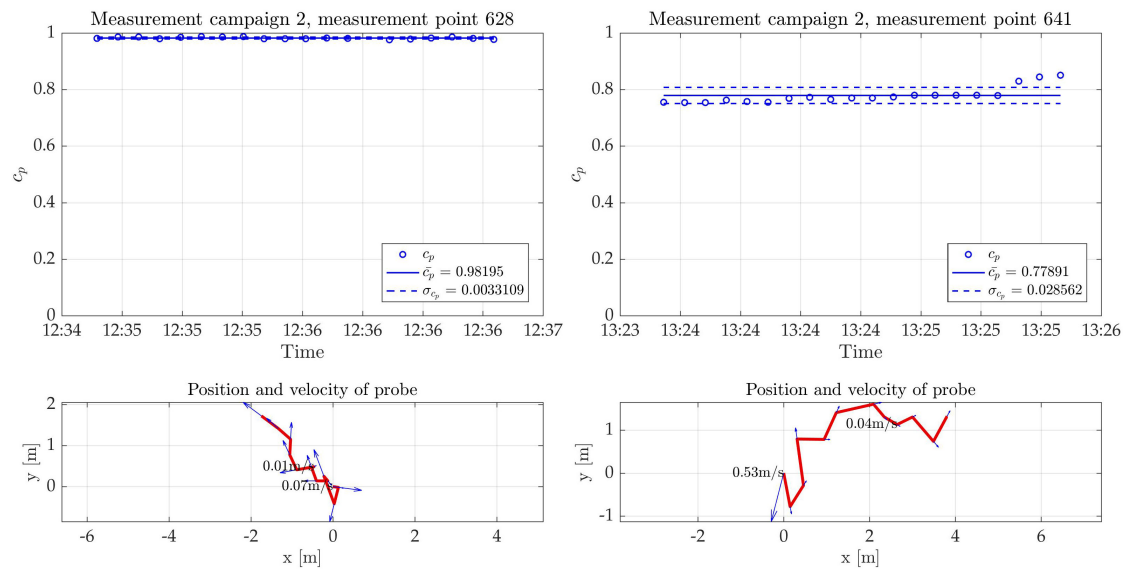 Measurement campaign 2, measurement point 628
1
0.8
0.6
0.4
0.2
0
c_p
c_p
c̄_p = 0.98195
σ_{c_p} = 0.0033109
12:34 12:35 12:35 12:35 12:36 12:36 12:36 12:36 12:37
Time
Measurement campaign 2, measurement point 641
1
0.8
0.6
0.4
0.2
0
c_p
c_p
c̄_p = 0.77891
σ_{c_p} = 0.028562
13:23 13:24 13:24 13:24 13:24 13:25 13:25 13:25 13:26
Time
Position and velocity of probe
2
1
0
y [m]
0.01m/s
0.07m/s
-6 -4 -2 0 2 4
x [m]
Position and velocity of probe
1
0
-1
y [m]
0.04m/s
0.53m/s
-2 0 2 4 6
x [m]